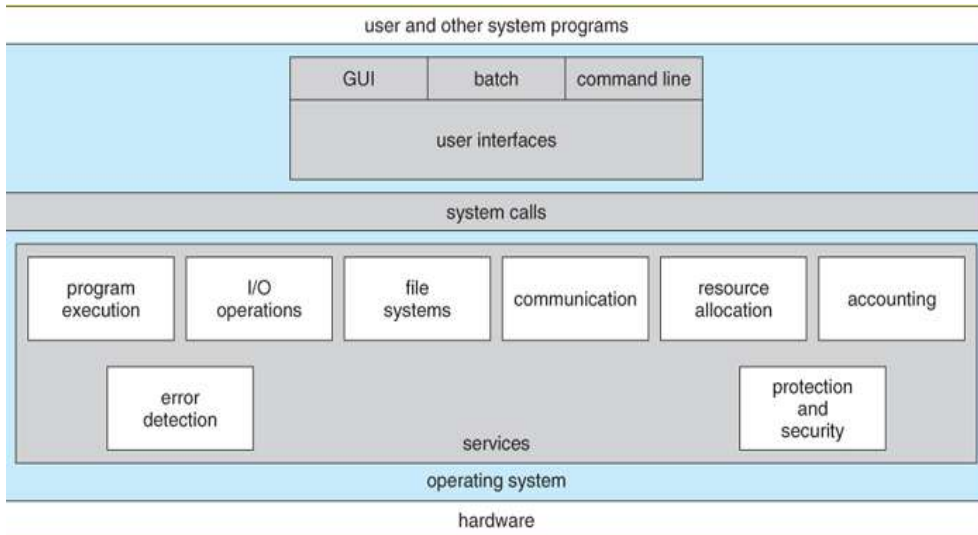 user and other system programs
GUI
batch
command line
user interfaces
system calls
program
execution
I/O
operations
file
systems
communication
resource
allocation
accounting
error
detection
protection
and
security
services
operating system
hardware